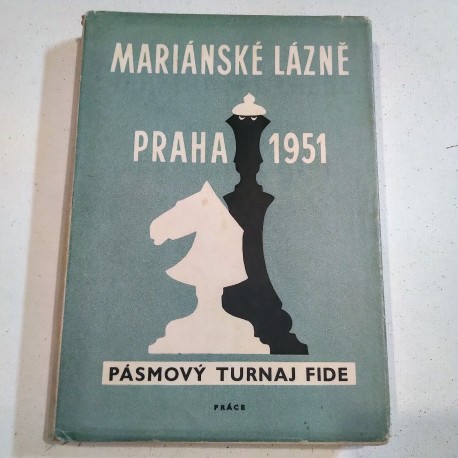 MARIÁNSKÉ LÁZNĚ
PRAHA 1951
PÁSMOVÝ TURNAJ FIDE
PRÁCE